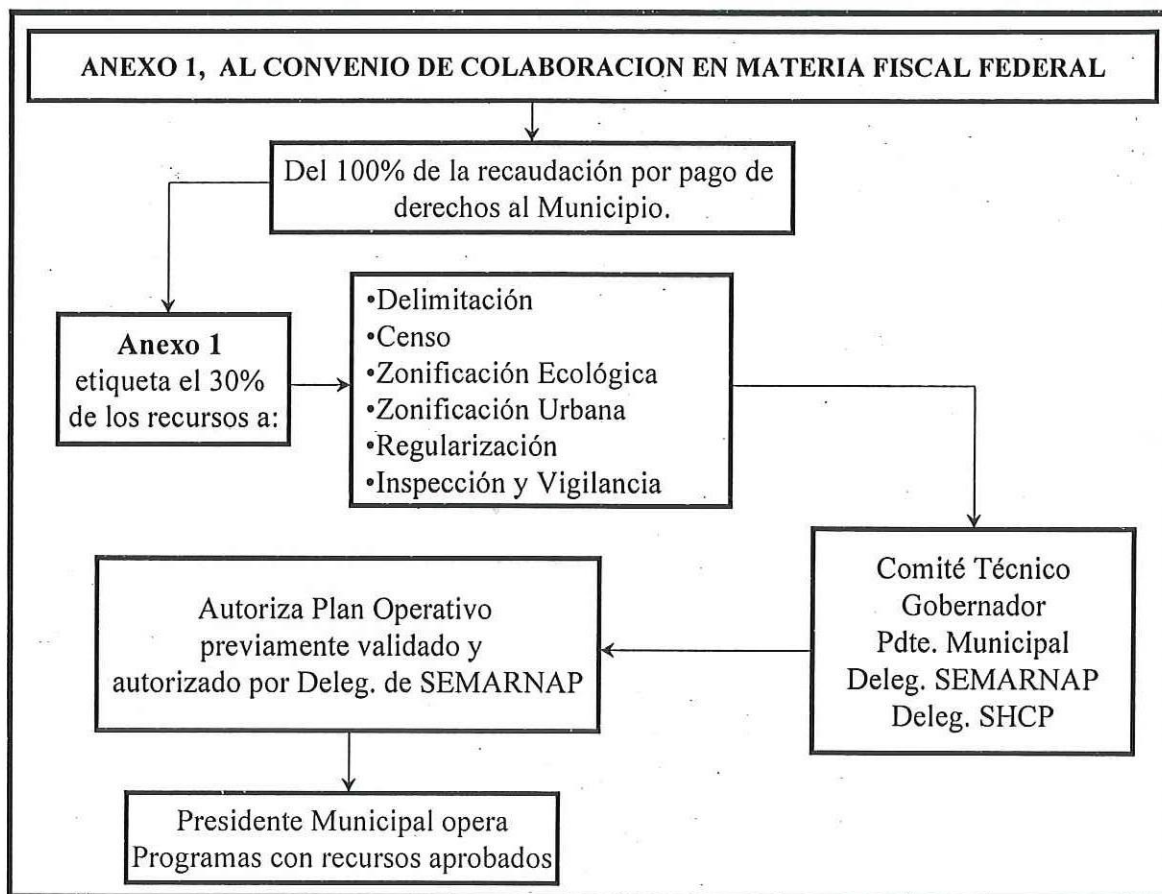 ANEXO 1, AL CONVENIO DE COLABORACION EN MATERIA FISCAL FEDERAL
Del 100% de la recaudación por pago de
derechos al Municipio.
Anexo 1
etiqueta el 30%
de los recursos a:
•Delimitación
•Censo
•Zonificación Ecológica
•Zonificación Urbana
•Regularización
•Inspección y Vigilancia
Comité Técnico
Gobernador
Pdte. Municipal
Deleg. SEMARNAP
Deleg. SHCP
Autoriza Plan Operativo
previamente validado y
autorizado por Deleg. de SEMARNAP
Presidente Municipal opera
Programas con recursos aprobados